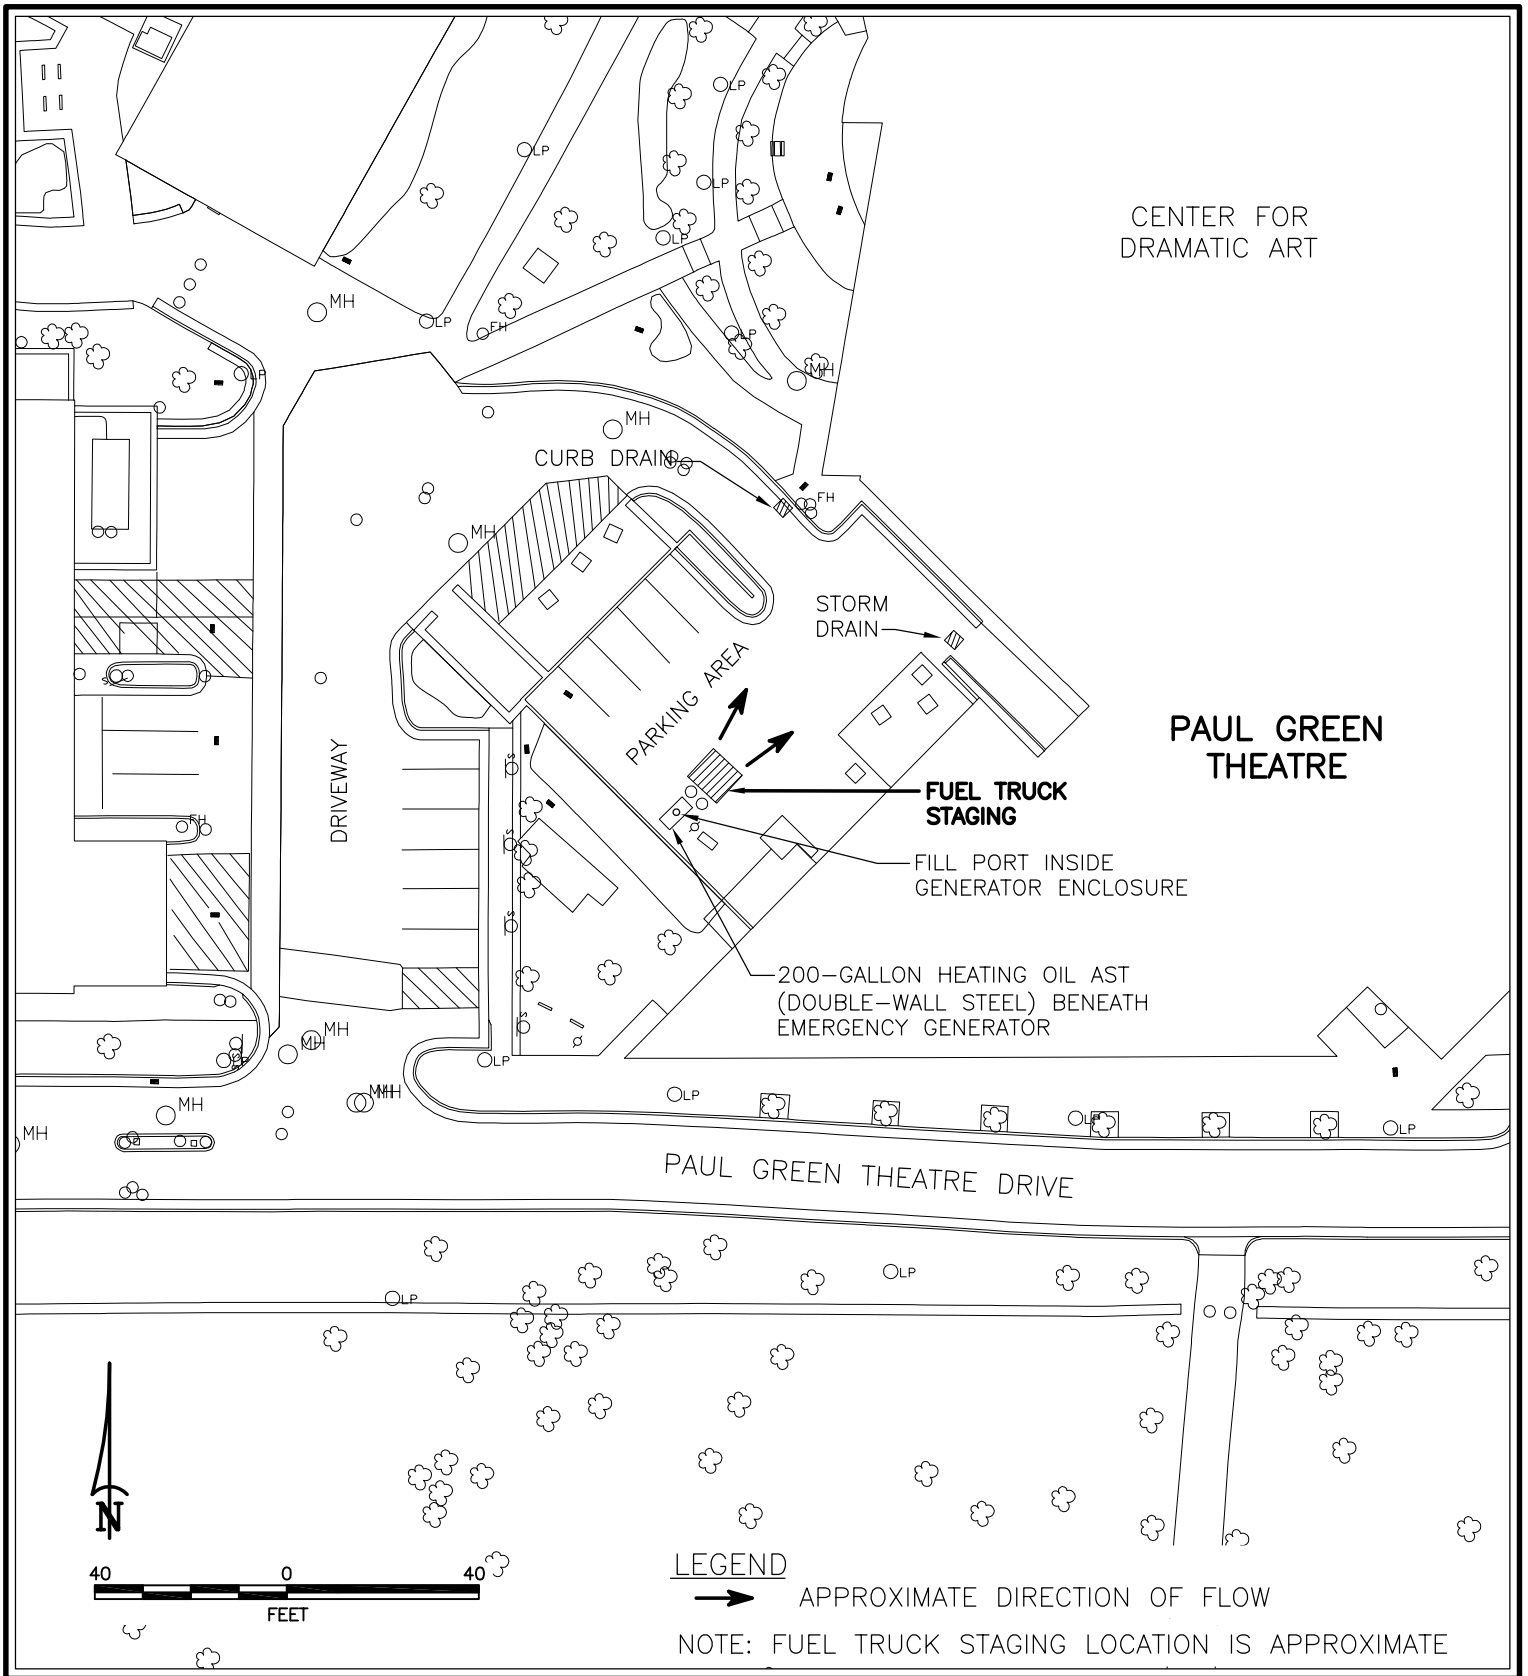 LP
LP
LP
LP
CENTER FOR
DRAMATIC ART
MH
LP
FH
LP
LP
MH
MH
CURB DRAIN
FH
MH
STORM
DRAIN
PARKING AREA
PAUL GREEN
THEATRE
DRIVEWAY
S
S
FUEL TRUCK
STAGING
FH
S
FILL PORT INSIDE
GENERATOR ENCLOSURE
S
200-GALLON HEATING OIL AST
(DOUBLE-WALL STEEL) BENEATH
EMERGENCY GENERATOR
S
MH
MH
LP
LP
MH
MH
LP
MH
MH
LP
LP
PAUL GREEN THEATRE DRIVE
LP
LP
N
40 0 40
FEET
LEGEND
APPROXIMATE DIRECTION OF FLOW
NOTE: FUEL TRUCK STAGING LOCATION IS APPROXIMATE